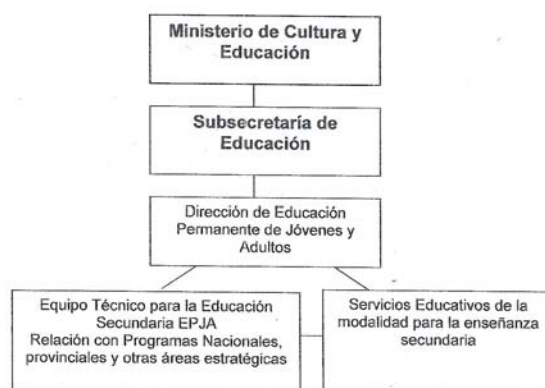 Ministerio de Cultura y
Educación
Subsecretaría de
Educación
Dirección de Educación
Permanente de Jóvenes y
Adultos
Equipo Técnico para la Educación
Secundaria EPJA
Relación con Programas Nacionales,
provinciales y otras áreas estratégicas
Servicios Educativos de la
modalidad para la enseñanza
secundaria